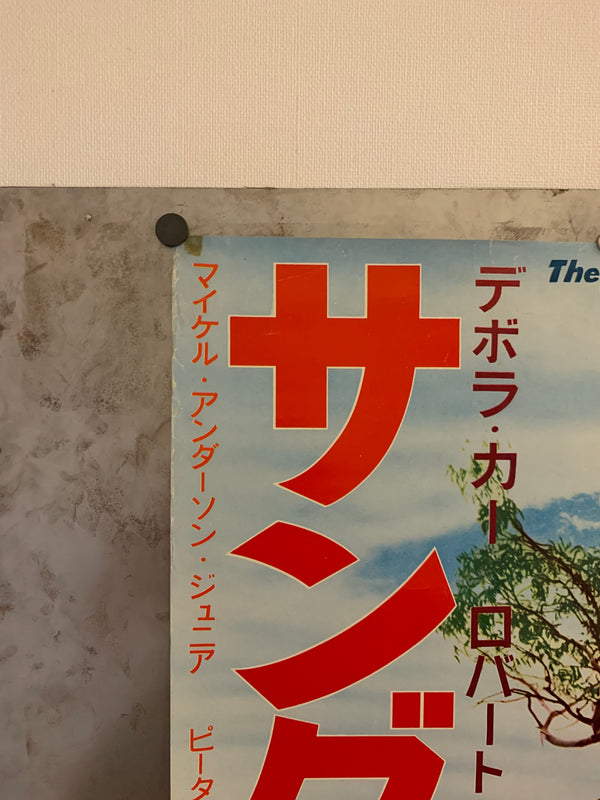 The
デボラ・カー ロバート
サング
マイケル・アンダーソン・ジュニア ピータ